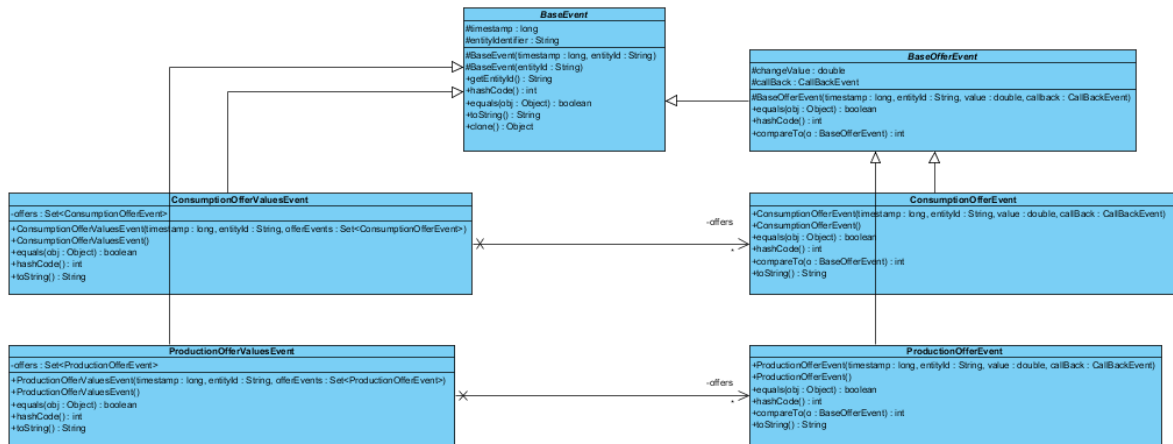 BaseEvent
#timestamp : long
#entityIdentifier : String
#BaseEvent(timestamp : long, entityId : String)
#BaseEvent(entityId : String)
+getEntityId() : String
+hashCode() : int
+equals(obj : Object) : boolean
+toString() : String
+clone() : Object
BaseOfferEvent
#changeValue : double
#callBack : CallBackEvent
#BaseOfferEvent(timestamp : long, entityId : String, value : double, callback : CallBackEvent)
+equals(obj : Object) : boolean
+hashCode() : int
+compareTo(o : BaseOfferEvent) : int
ConsumptionOfferValuesEvent
-offers : Set<ConsumptionOfferEvent>
+ConsumptionOfferValuesEvent(timestamp : long, entityId : String, offerEvents : Set<ConsumptionOfferEvent>)
+ConsumptionOfferValuesEvent()
+equals(obj : Object) : boolean
+hashCode() : int
+toString() : String
-offers
*
ConsumptionOfferEvent
+ConsumptionOfferEvent(timestamp : long, entityId : String, value : double, callBack : CallBackEvent)
+ConsumptionOfferEvent()
+equals(obj : Object) : boolean
+hashCode() : int
+compareTo(o : BaseOfferEvent) : int
+toString() : String
ProductionOfferValuesEvent
-offers : Set<ProductionOfferEvent>
+ProductionOfferValuesEvent(timestamp : long, entityId : String, offerEvents : Set<ProductionOfferEvent>)
+ProductionOfferValuesEvent()
+equals(obj : Object) : boolean
+hashCode() : int
+toString() : String
-offers
*
ProductionOfferEvent
+ProductionOfferEvent(timestamp : long, entityId : String, value : double, callBack : CallBackEvent)
+ProductionOfferEvent()
+equals(obj : Object) : boolean
+hashCode() : int
+compareTo(o : BaseOfferEvent) : int
+toString() : String